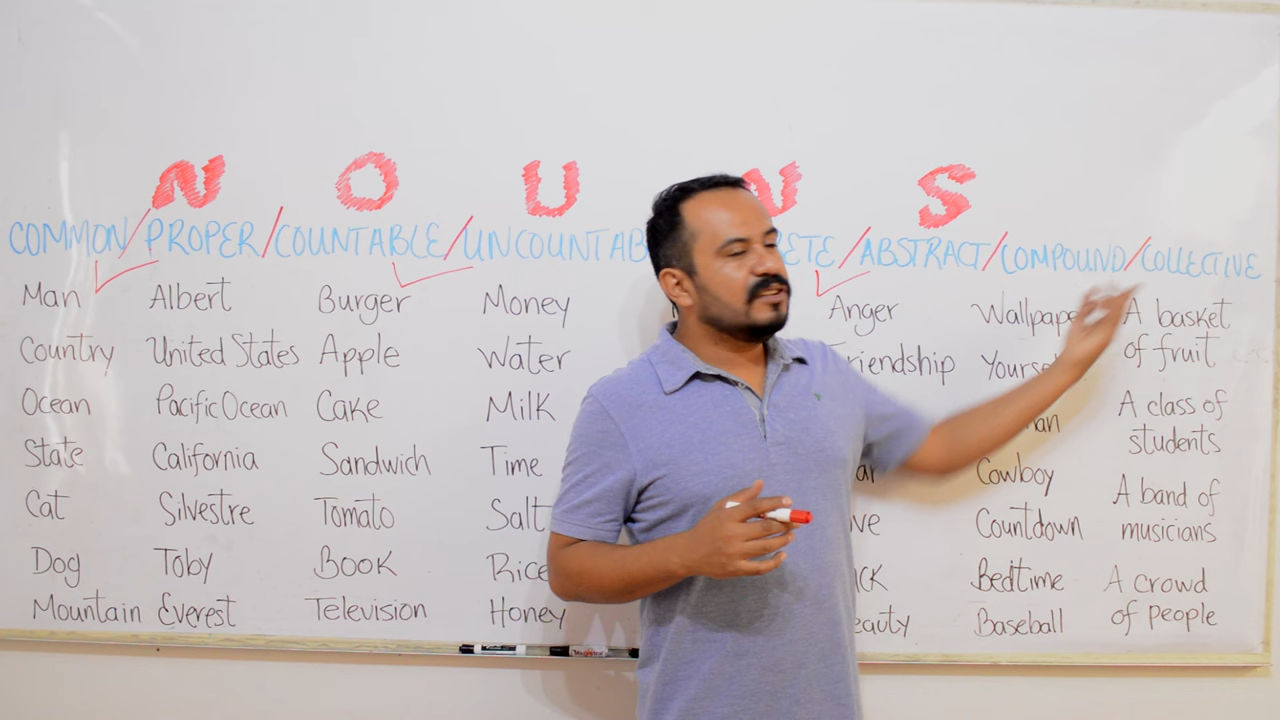 NOUNS
COMMON/PROPER/COUNTABLE/UNCOUNTAB ETE/ABSTRACT/COMPOUND/COLLECTIVE
Man Albert Burger Money Anger Wallpape A basket
Country United States Apple Water riendship Yourse of fruit
Ocean Pacific Ocean Cake Milk A class of
State California Sandwich Time Cowboy students
Cat Silvestre Tomato Salt Countdown A band of
musicians
Dog Toby Book Rice Bedtime A crowd
Mountain Everest Television Honey eauty Baseball of people